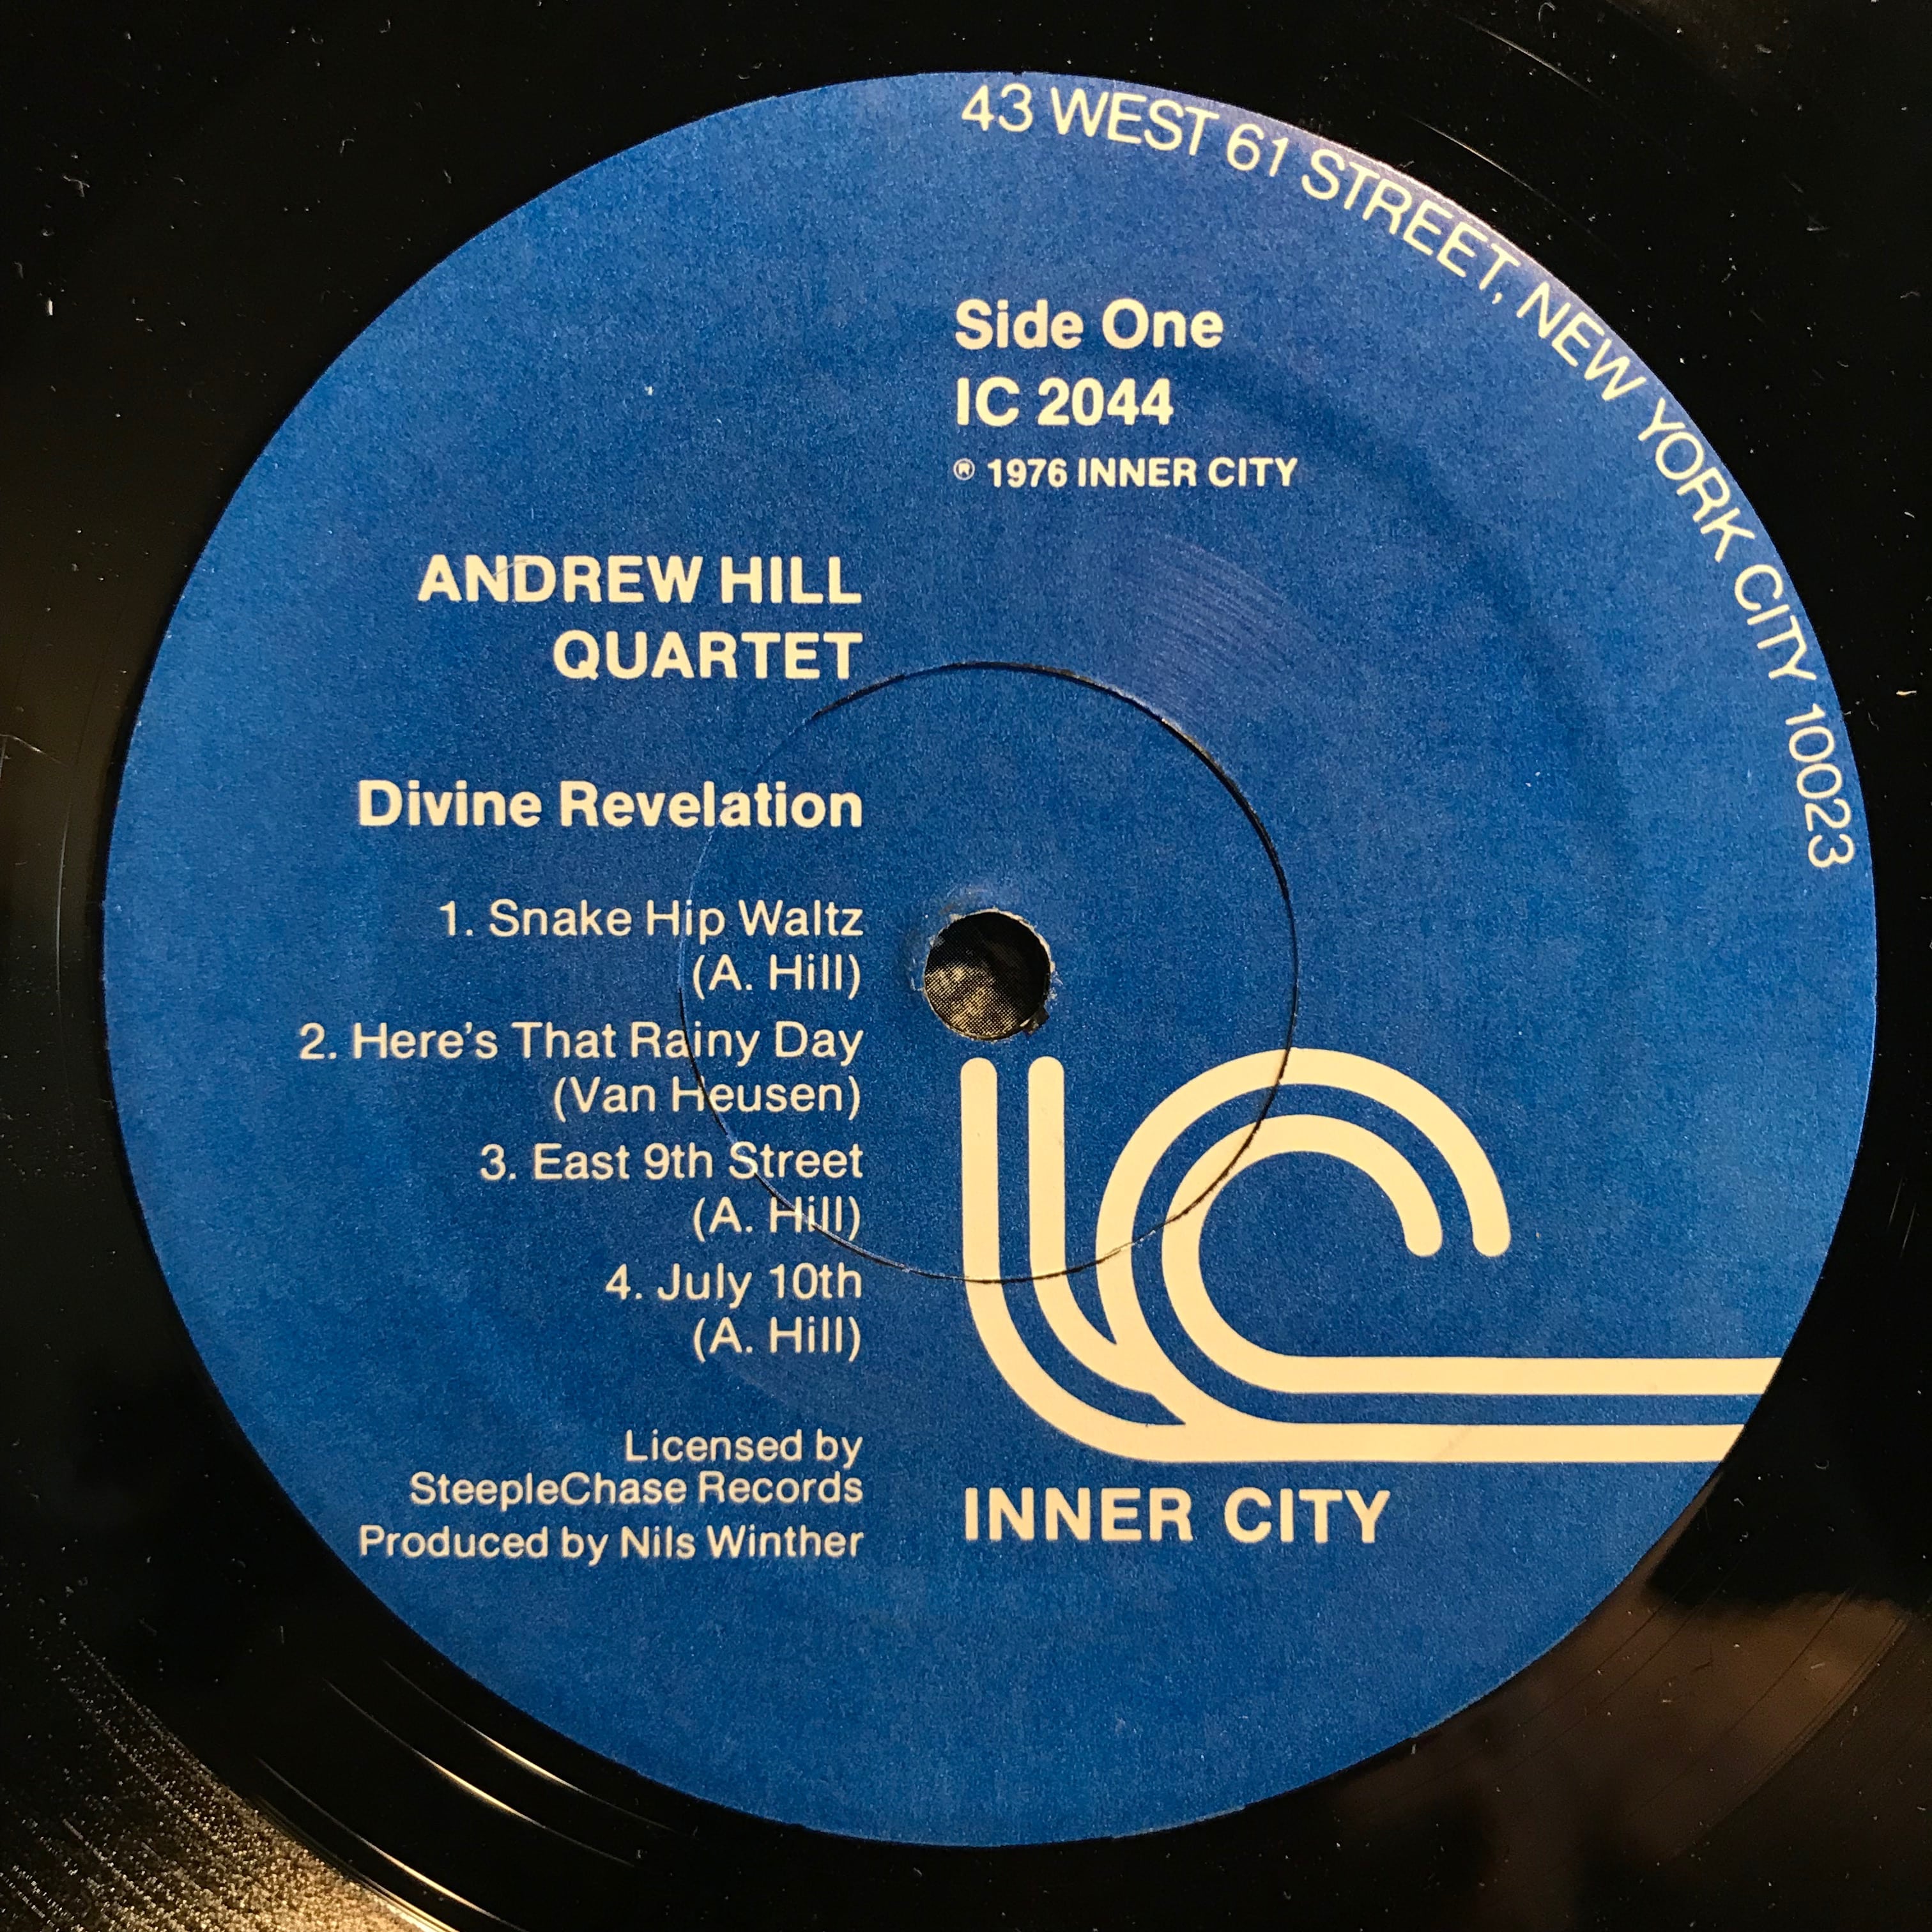 43 WEST 61 STREET, NEW YORK CITY 10023
Side One
IC 2044
℗ 1976 INNER CITY
ANDREW HILL
QUARTET
Divine Revelation
1. Snake Hip Waltz
(A. Hill)
2. Here's That Rainy Day
(Van Heusen)
3. East 9th Street
(A. Hill)
4. July 10th
(A. Hill)
Licensed by
SteepleChase Records
Produced by Nils Winther
ic
INNER CITY